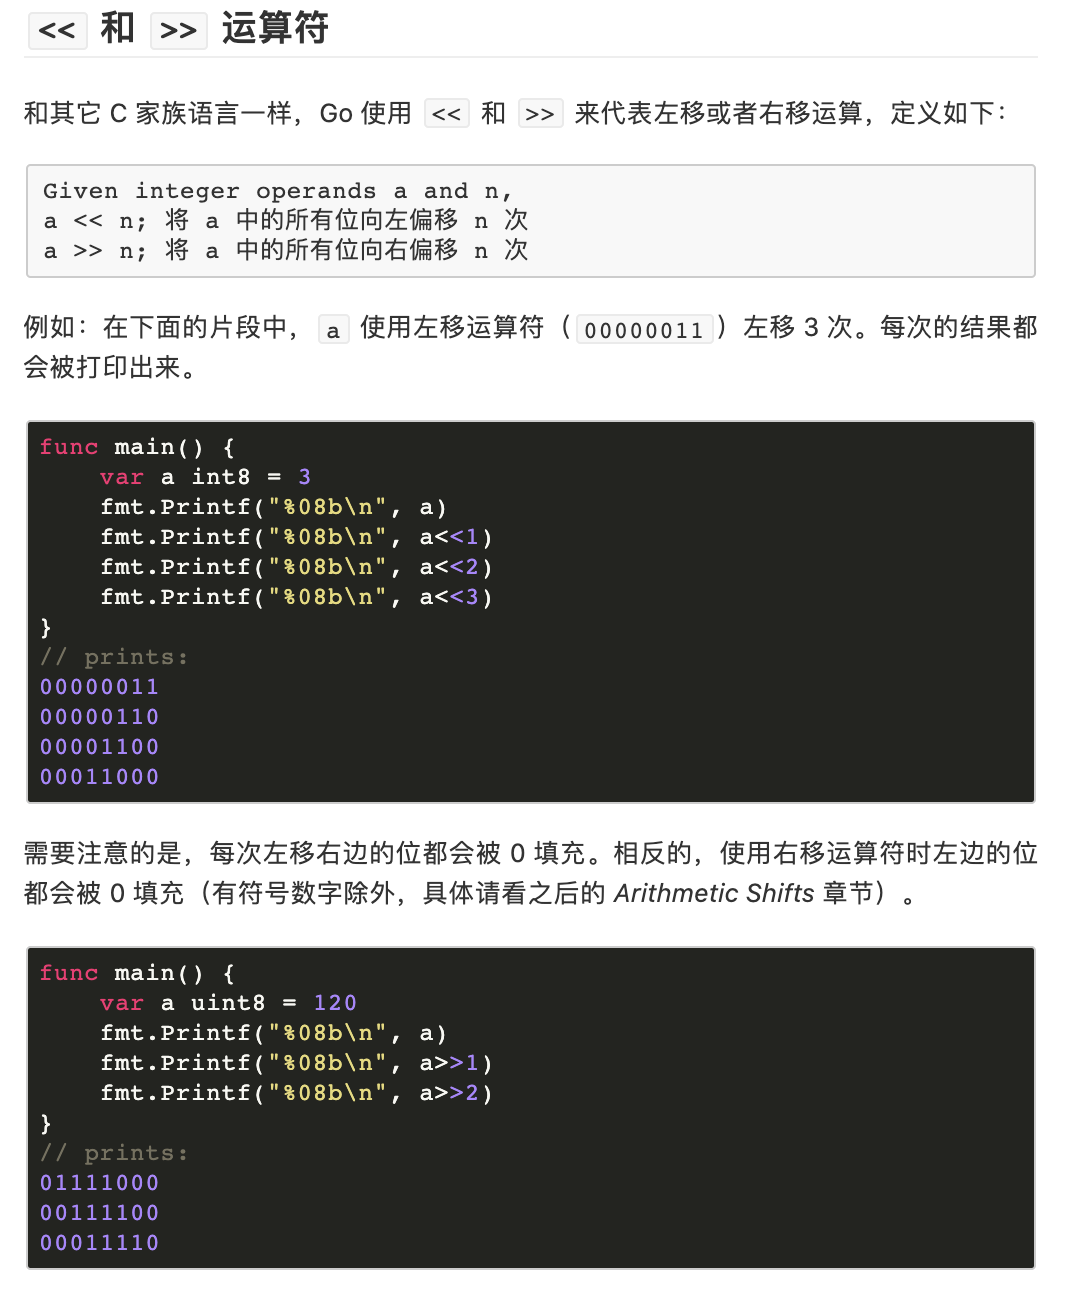 << 和 >> 运算符
和其它 C 家族语言一样，Go 使用 << 和 >> 来代表左移或者右移运算，定义如下：
Given integer operands a and n,
a << n; 将 a 中的所有位向左偏移 n 次
a >> n; 将 a 中的所有位向右偏移 n 次
例如：在下面的片段中， a 使用左移运算符（ 00000011 ）左移 3 次。每次的结果都
会被打印出来。
func main() {
    var a int8 = 3
    fmt.Printf("%08b\n", a)
    fmt.Printf("%08b\n", a<<1)
    fmt.Printf("%08b\n", a<<2)
    fmt.Printf("%08b\n", a<<3)
}
// prints:
00000011
00000110
00001100
00011000
需要注意的是，每次左移右边的位都会被 0 填充。相反的，使用右移运算符时左边的位
都会被 0 填充（有符号数字除外，具体请看之后的 Arithmetic Shifts 章节）。
func main() {
    var a uint8 = 120
    fmt.Printf("%08b\n", a)
    fmt.Printf("%08b\n", a>>1)
    fmt.Printf("%08b\n", a>>2)
}
// prints:
01111000
00111100
00011110